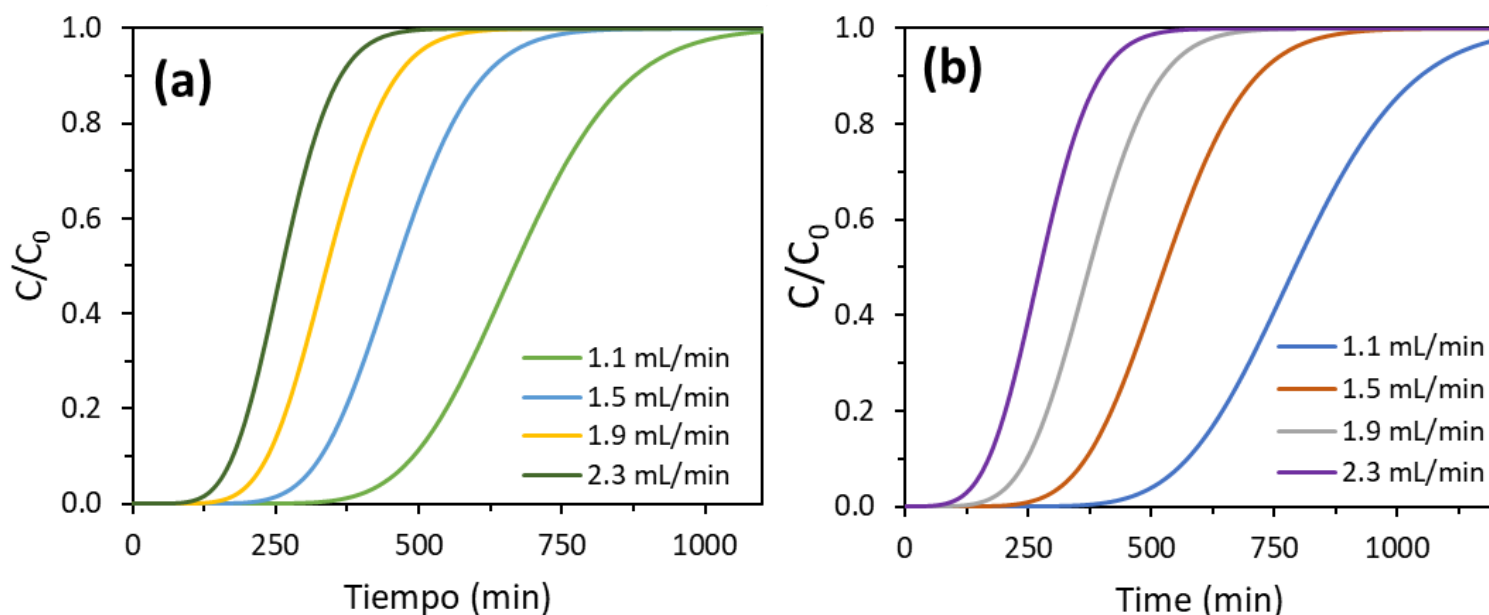 (a)
C/C₀
1.0
0.8
0.6
0.4
0.2
0.0
0
250
500
750
1000
Tiempo (min)
1.1 mL/min
1.5 mL/min
1.9 mL/min
2.3 mL/min
(b)
C/C₀
1.0
0.8
0.6
0.4
0.2
0.0
0
250
500
750
1000
Time (min)
1.1 mL/min
1.5 mL/min
1.9 mL/min
2.3 mL/min